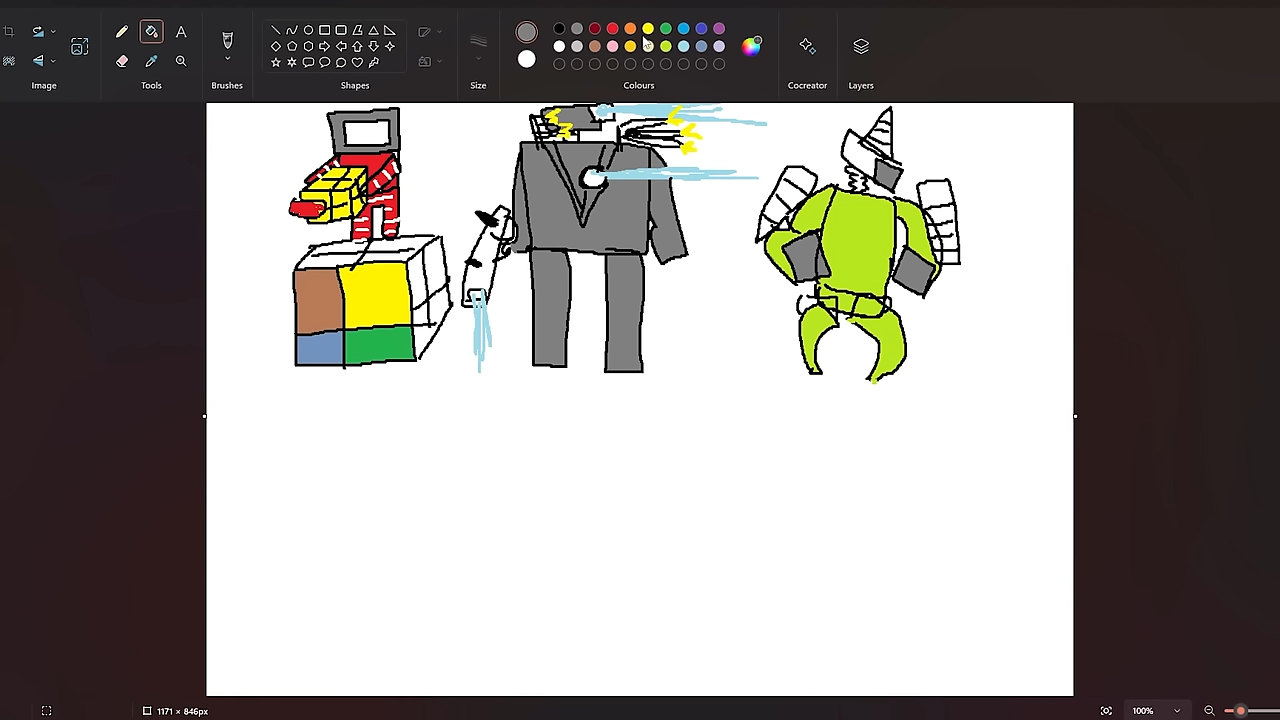 Image
Tools
Brushes
Shapes
Size
Colours
Cocreator
Layers
A
1171 × 846px
100%